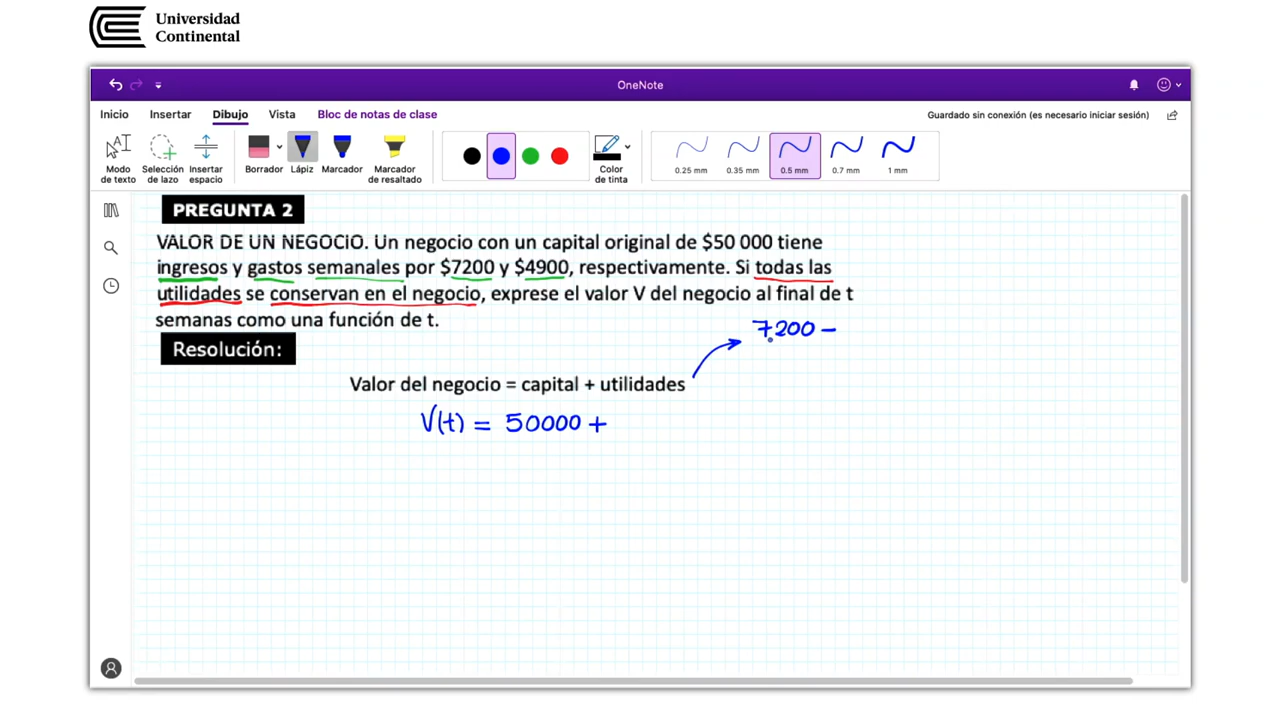 Universidad
Continental
OneNote
Inicio Insertar Dibujo Vista Bloc de notas de clase
Guardado sin conexión (es necesario iniciar sesión)
Modo de texto
Selección de lazo
Insertar espacio
Borrador
Lápiz
Marcador
Marcador de resaltado
Color de tinta
0.25 mm
0.35 mm
0.5 mm
0.7 mm
1 mm
PREGUNTA 2
VALOR DE UN NEGOCIO. Un negocio con un capital original de $50 000 tiene
ingresos y gastos semanales por $7200 y $4900, respectivamente. Si todas las
utilidades se conservan en el negocio, exprese el valor V del negocio al final de t
semanas como una función de t.
7200 –
Resolución:
Valor del negocio = capital + utilidades
V(t) = 50000 +